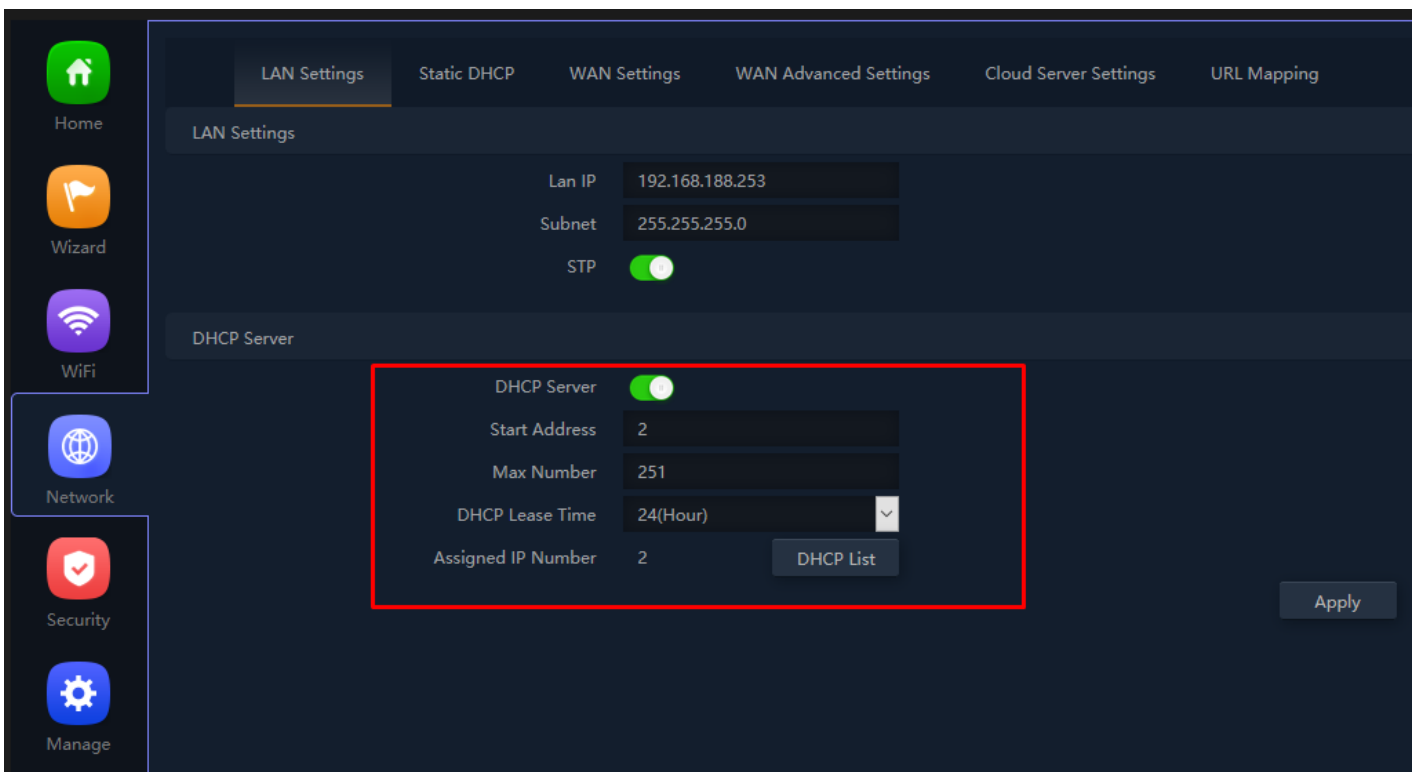 Home
Wizard
WiFi
Network
Security
Manage
LAN Settings Static DHCP WAN Settings WAN Advanced Settings Cloud Server Settings URL Mapping
LAN Settings
Lan IP 192.168.188.253
Subnet 255.255.255.0
STP
DHCP Server
DHCP Server
Start Address 2
Max Number 251
DHCP Lease Time 24(Hour)
Assigned IP Number 2 DHCP List
Apply